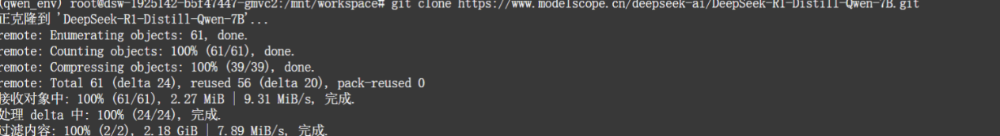 (qwen_env) root@dsw-1925142-b5f47447-gmvc2:/mnt/workspace# git clone https://www.modelscope.cn/deepseek-ai/DeepSeek-R1-Distill-Qwen-7B.git
正克隆到 'DeepSeek-R1-Distill-Qwen-7B'...
remote: Enumerating objects: 61, done.
remote: Counting objects: 100% (61/61), done.
remote: Compressing objects: 100% (39/39), done.
remote: Total 61 (delta 24), reused 56 (delta 20), pack-reused 0
接收对象中: 100% (61/61), 2.27 MiB | 9.31 MiB/s, 完成.
处理 delta 中: 100% (24/24), 完成.
过滤内容: 100% (2/2), 2.18 GiB | 7.89 MiB/s, 完成.